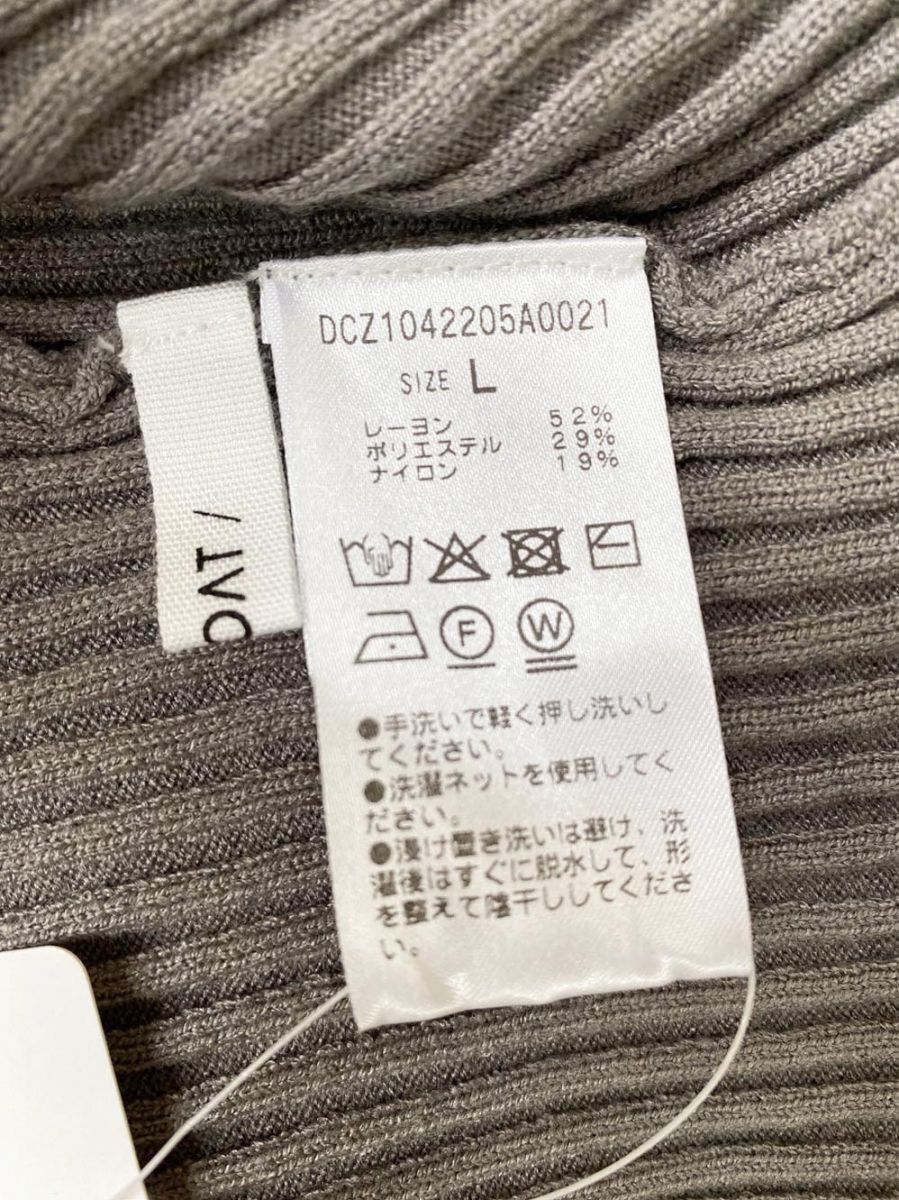 DCZ1042205A0021
SIZE L
レーヨン 52%
ポリエステル 29%
ナイロン 19%
F W
●手洗いで軽く押し洗いし
てください。
●洗濯ネットを使用してく
ださい。
●浸け置き洗いは避け、洗
濯後はすぐに脱水して、形
を整えて陰干ししてくださ
い。
OAT /